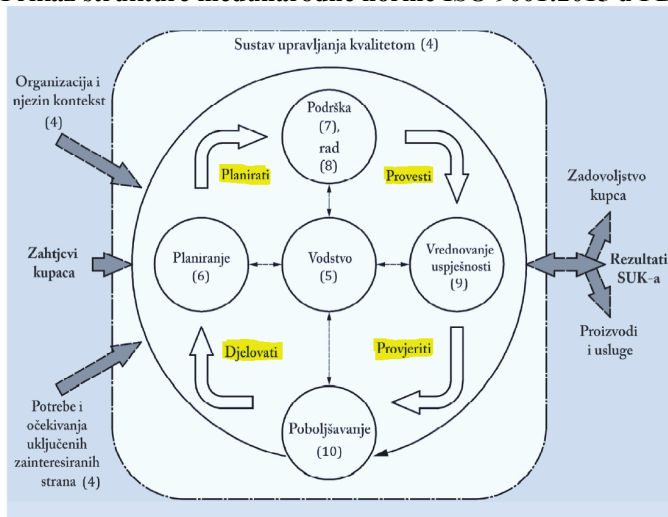 Sustav upravljanja kvalitetom (4)
Organizacija i
njezin kontekst
(4)
Podrška
(7),
rad
(8)
Planirati
Provesti
Zadovoljstvo
kupca
Zahtjevi
kupaca
Planiranje
(6)
Vodstvo
(5)
Vrednovanje
uspješnosti
(9)
Rezultati
SUK-a
Djelovati
Provjeriti
Proizvodi
i usluge
Potrebe i
očekivanja
uključenih
zainteresiranih
strana (4)
Poboljšavanje
(10)